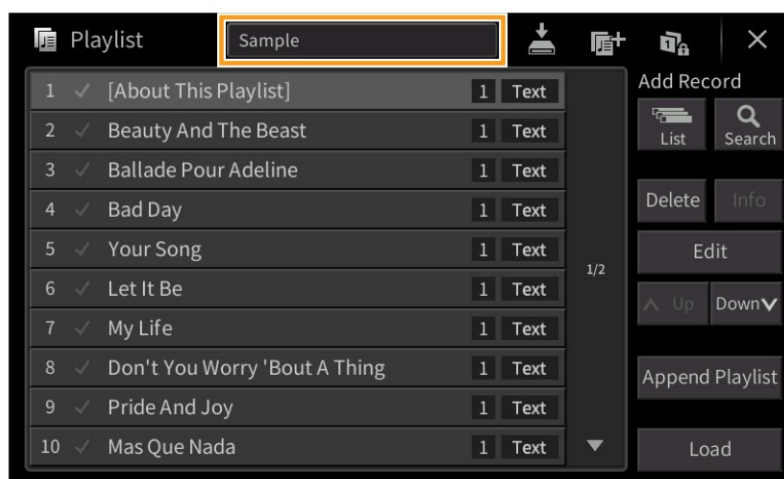 Playlist Sample
Add Record
1 [About This Playlist] 1 Text
2 Beauty And The Beast 1 Text
3 Ballade Pour Adeline 1 Text
4 Bad Day 1 Text
5 Your Song 1 Text
6 Let It Be 1 Text
7 My Life 1 Text
8 Don't You Worry 'Bout A Thing 1 Text
9 Pride And Joy 1 Text
10 Mas Que Nada 1 Text
1/2
List Search
Delete Info
Edit
Up Down
Append Playlist
Load